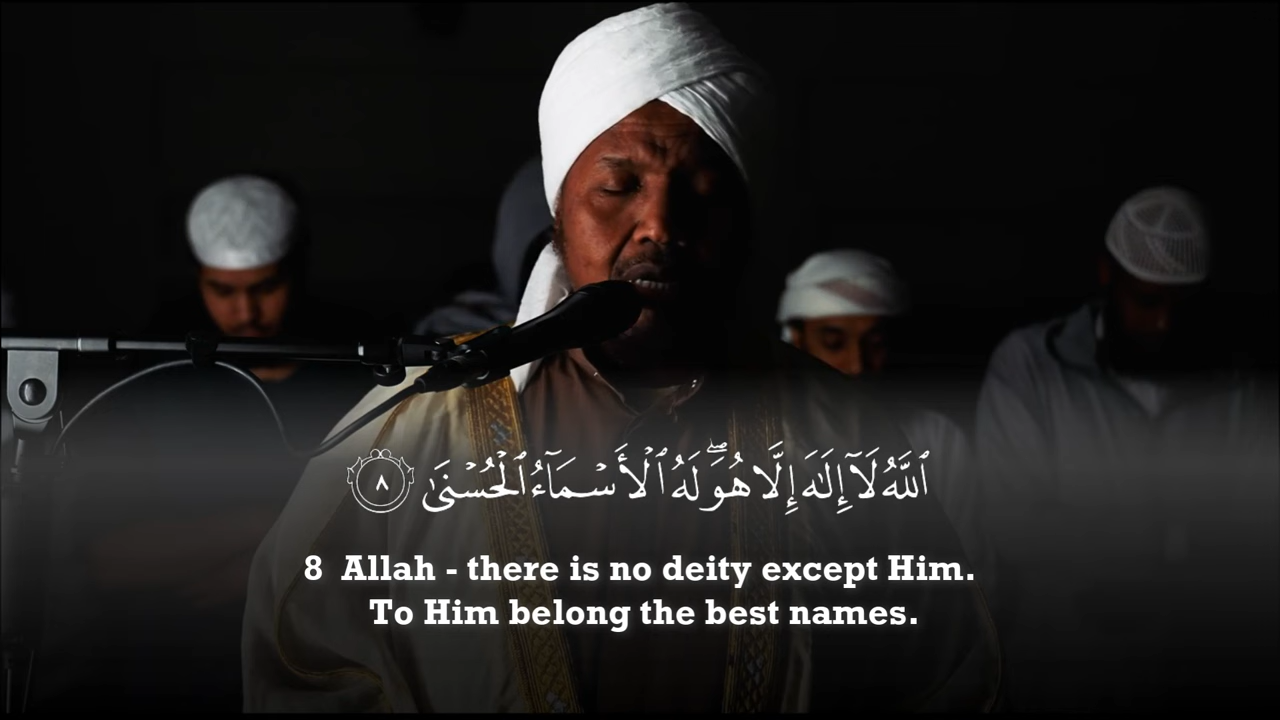 ٱللَّهُ لَآ إِلَٰهَ إِلَّا هُوَۖ لَهُ ٱلْأَسْمَآءُ ٱلْحُسْنَىٰ ٨
8 Allah - there is no deity except Him.
To Him belong the best names.